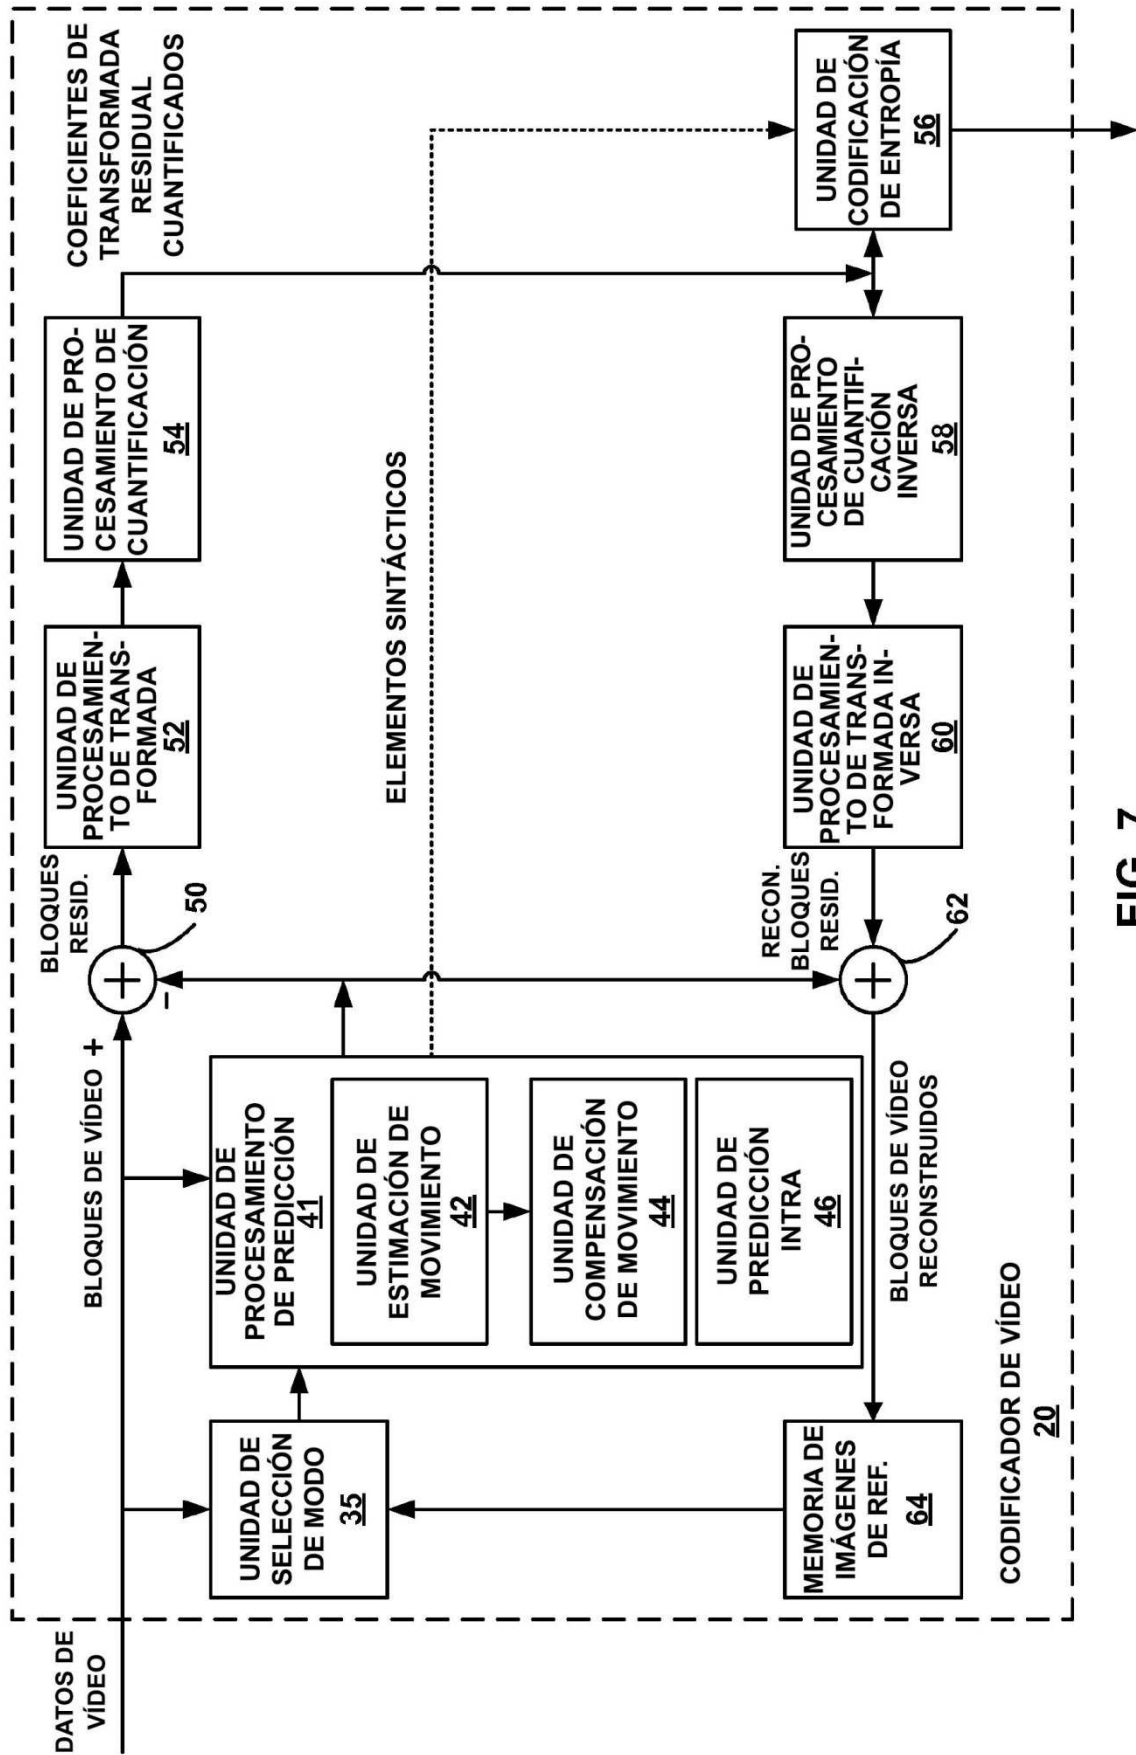 DATOS DE
VÍDEO
BLOQUES DE VÍDEO +
–
BLOQUES
RESID.
50
UNIDAD DE
PROCESAMIEN-
TO DE TRANS-
FORMADA
52
UNIDAD DE PRO-
CESAMIENTO DE
CUANTIFICACIÓN
54
COEFICIENTES DE
TRANSFORMADA
RESIDUAL
CUANTIFICADOS
UNIDAD DE
SELECCIÓN
DE MODO
35
UNIDAD DE
PROCESAMIENTO
DE PREDICCIÓN
41
UNIDAD DE
ESTIMACIÓN DE
MOVIMIENTO
42
UNIDAD DE
COMPENSACIÓN
DE MOVIMIENTO
44
UNIDAD DE
PREDICCIÓN
INTRA
46
ELEMENTOS SINTÁCTICOS
MEMORIA DE
IMÁGENES
DE REF.
64
BLOQUES DE VÍDEO
RECONSTRUIDOS
RECON.
BLOQUES
RESID.
62
UNIDAD DE
PROCESAMIEN-
TO DE TRANS-
FORMADA IN-
VERSA
60
UNIDAD DE PRO-
CESAMIENTO
DE CUANTIFI-
CACIÓN
INVERSA
58
UNIDAD DE
CODIFICACIÓN
DE ENTROPÍA
56
CODIFICADOR DE VÍDEO
20
FIG. 7